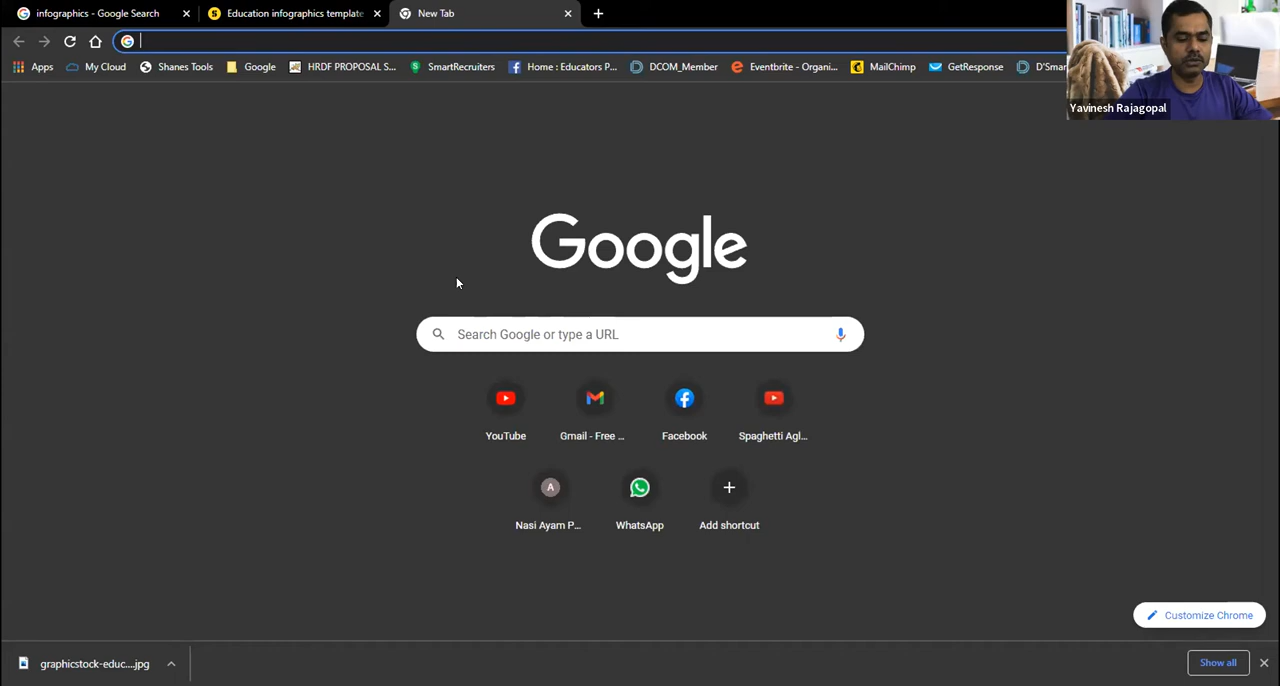 infographics - Google Search
Education infographics template
New Tab
Apps
My Cloud
Shanes Tools
Google
HRDF PROPOSAL S...
SmartRecruiters
Home : Educators P...
DCOM_Member
Eventbrite - Organi...
MailChimp
GetResponse
D'Smar
Yavinesh Rajagopal
Google
Search Google or type a URL
YouTube
Gmail - Free ...
Facebook
Spaghetti Agl...
A
Nasi Ayam P...
WhatsApp
Add shortcut
Customize Chrome
graphicstock-educ....jpg
Show all